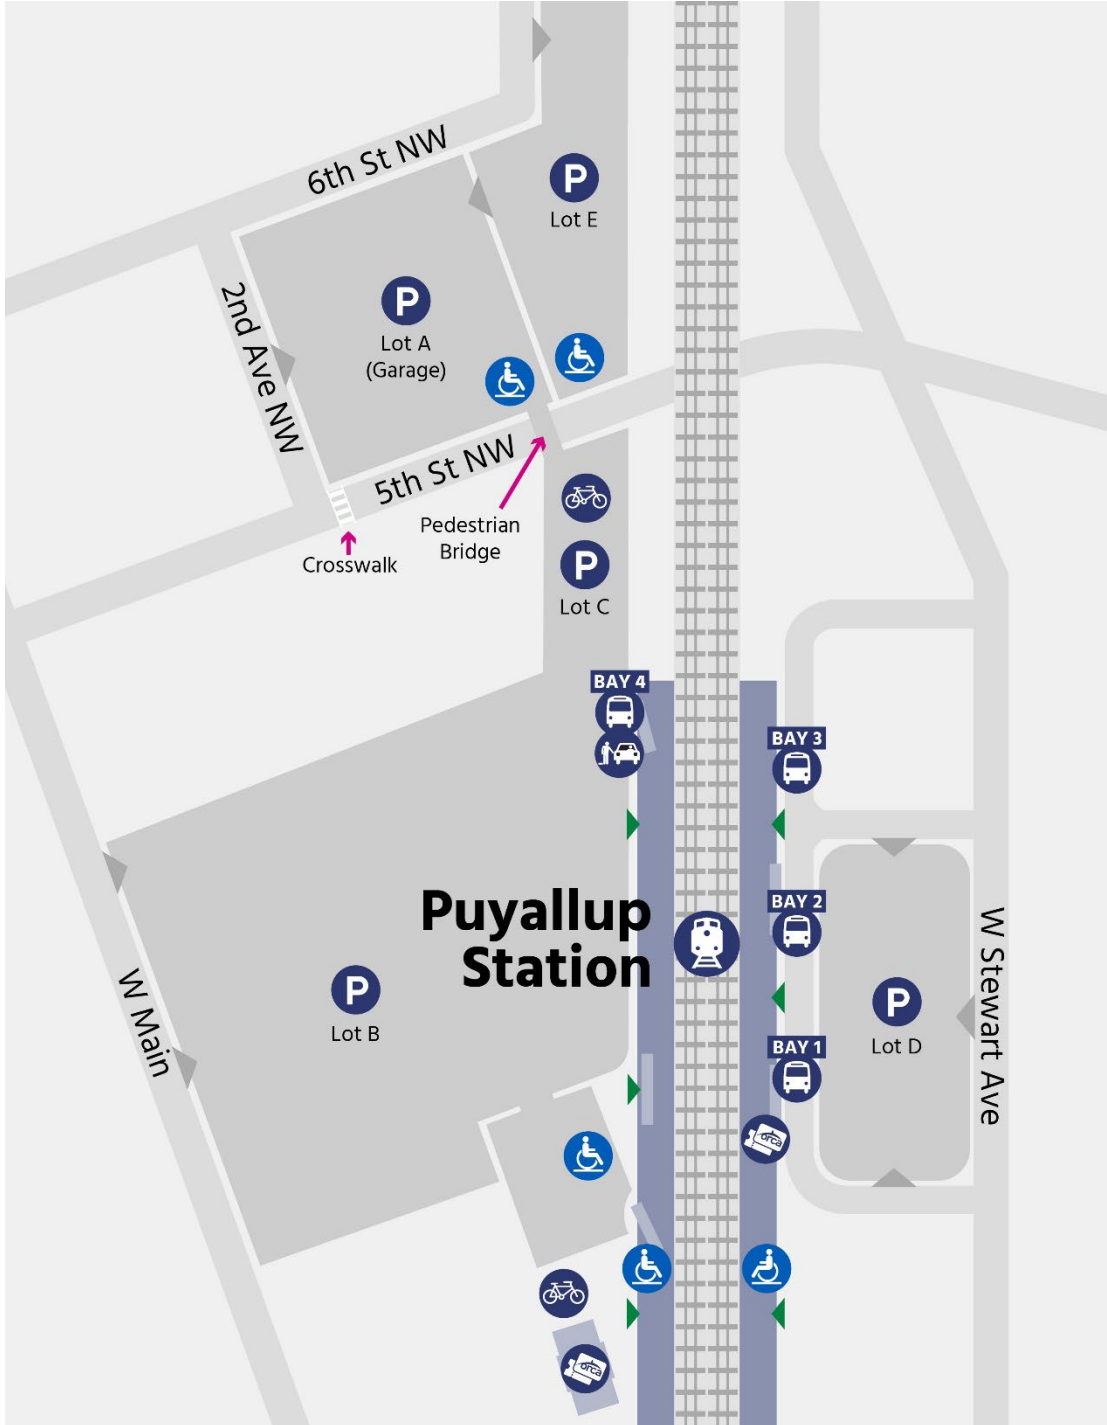 6th St NW
P
Lot E
2nd Ave NW
P
Lot A
(Garage)
5th St NW
Pedestrian
Bridge
Crosswalk
P
Lot C
BAY 4
BAY 3
Puyallup
Station
BAY 2
W Stewart Ave
W Main
P
Lot B
P
Lot D
BAY 1
orca
orca